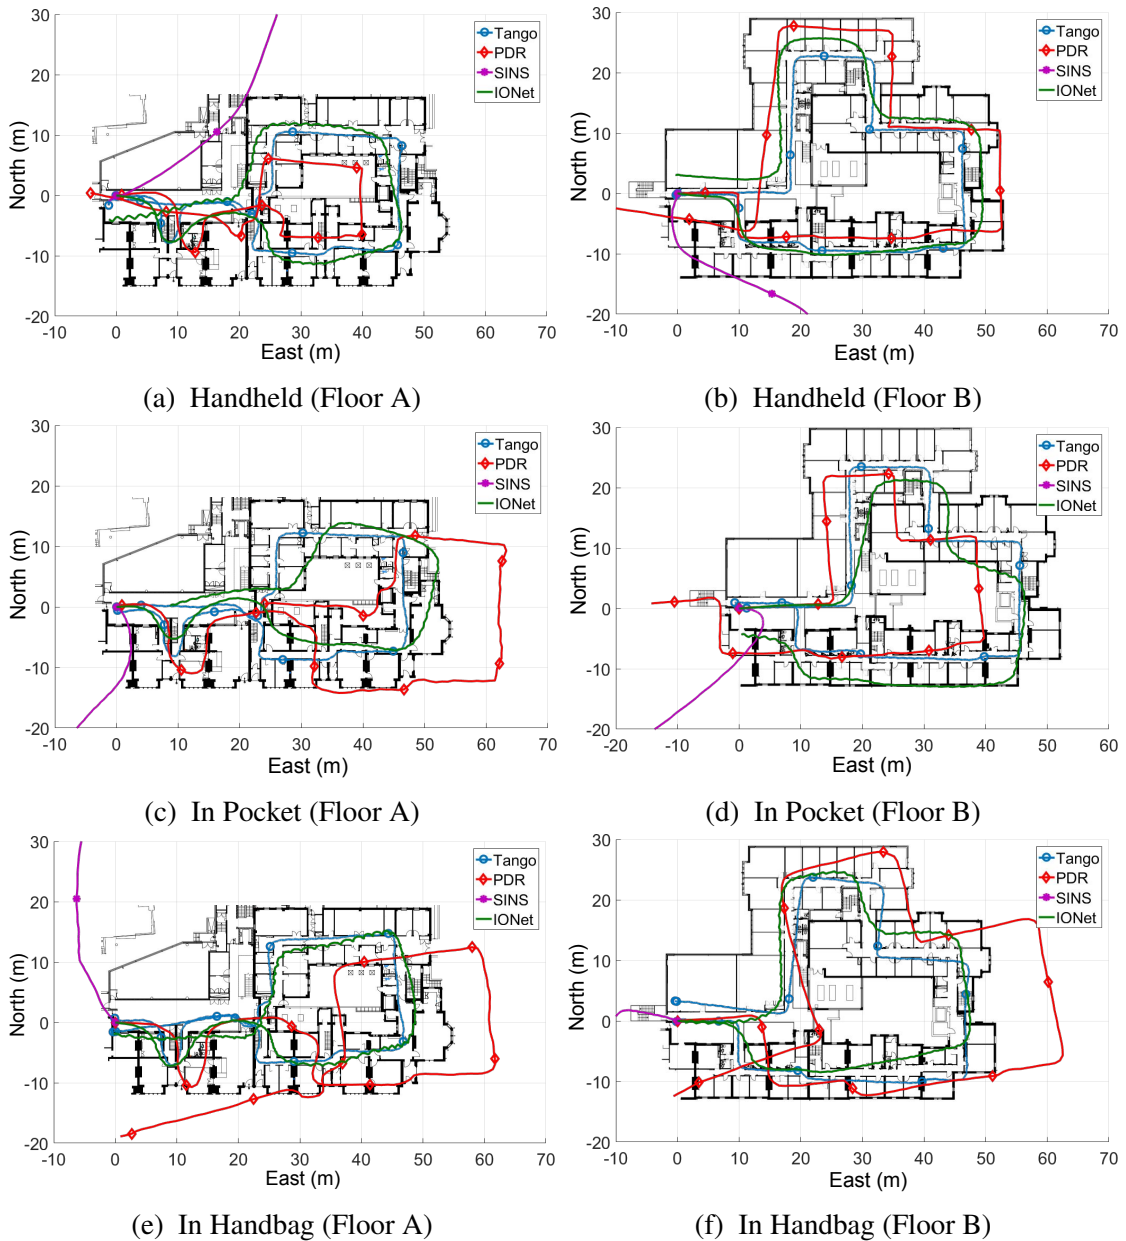 30
20
10
0
-10
-20
North (m)
-10 0 10 20 30 40 50 60 70
East (m)
Tango
PDR
SINS
IONet
(a) Handheld (Floor A)
30
20
10
0
-10
-20
North (m)
-10 0 10 20 30 40 50 60 70
East (m)
Tango
PDR
SINS
IONet
(b) Handheld (Floor B)
30
20
10
0
-10
-20
North (m)
-10 0 10 20 30 40 50 60 70
East (m)
Tango
PDR
SINS
IONet
(c) In Pocket (Floor A)
30
20
10
0
-10
-20
North (m)
-20 -10 0 10 20 30 40 50 60
East (m)
Tango
PDR
SINS
IONet
(d) In Pocket (Floor B)
30
20
10
0
-10
-20
North (m)
-10 0 10 20 30 40 50 60 70
East (m)
Tango
PDR
SINS
IONet
(e) In Handbag (Floor A)
30
20
10
0
-10
-20
North (m)
-10 0 10 20 30 40 50 60 70
East (m)
Tango
PDR
SINS
IONet
(f) In Handbag (Floor B)